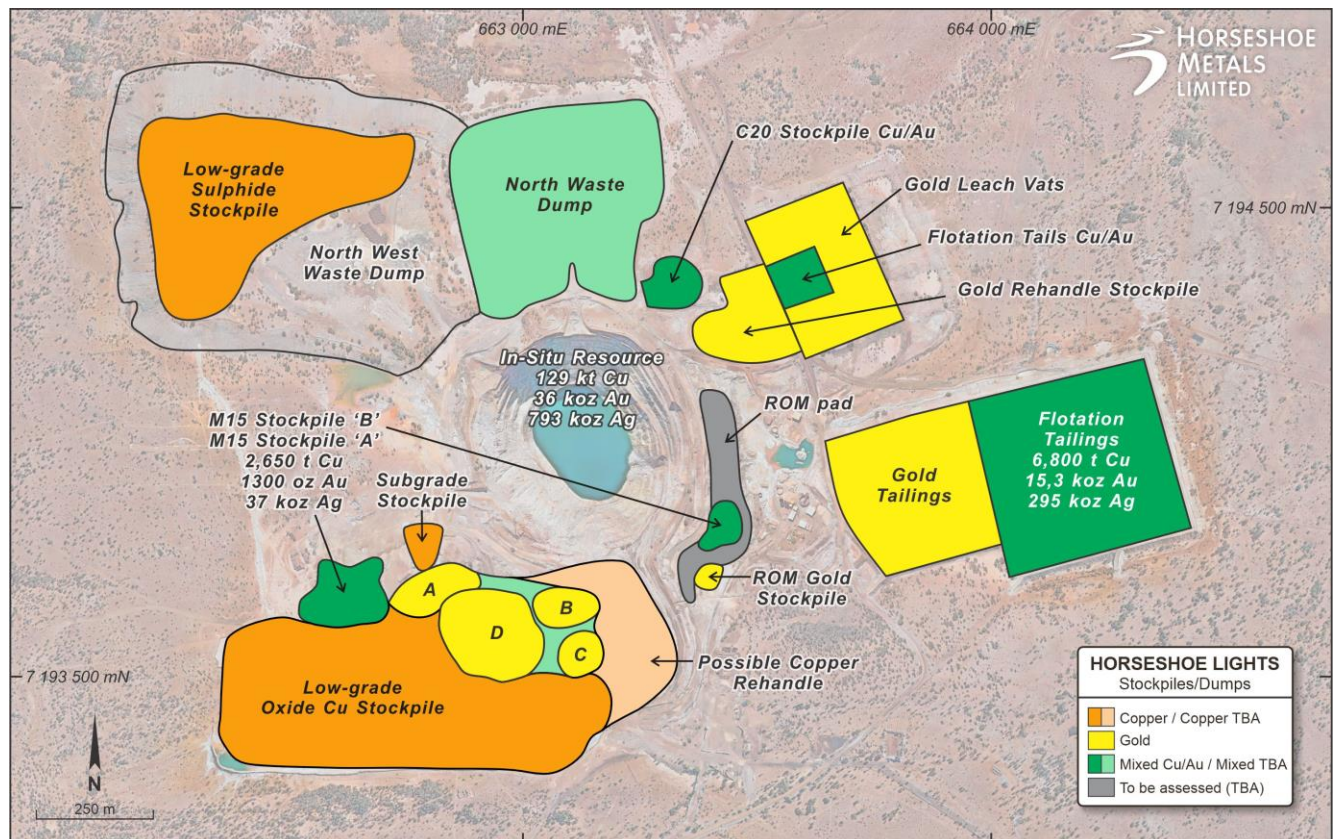 663 000 mE
664 000 mE
HORSESHOE
METALS
LIMITED
C20 Stockpile Cu/Au
Low-grade
Sulphide
Stockpile
North Waste
Dump
Gold Leach Vats
7 194 500 mN
Flotation Tails Cu/Au
North West
Waste Dump
Gold Rehandle Stockpile
In-Situ Resource
129 kt Cu
36 koz Au
793 koz Ag
ROM pad
M15 Stockpile ‘B’
M15 Stockpile ‘A’
2,650 t Cu
1300 oz Au
37 koz Ag
Subgrade
Stockpile
Gold
Tailings
Flotation
Tailings
6,800 t Cu
15,3 koz Au
295 koz Ag
A
B
D
C
ROM Gold
Stockpile
Possible Copper
Rehandle
7 193 500 mN
Low-grade
Oxide Cu Stockpile
N
250 m
HORSESHOE LIGHTS
Stockpiles/Dumps
Copper / Copper TBA
Gold
Mixed Cu/Au / Mixed TBA
To be assessed (TBA)